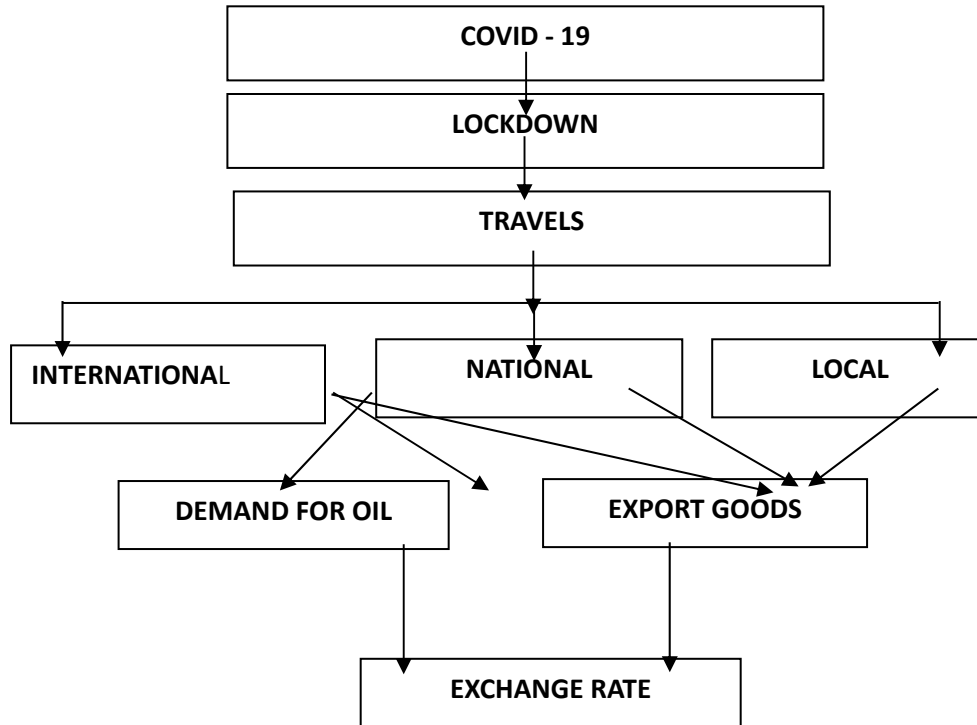 COVID - 19
LOCKDOWN
TRAVELS
INTERNATIONAL
NATIONAL
LOCAL
DEMAND FOR OIL
EXPORT GOODS
EXCHANGE RATE